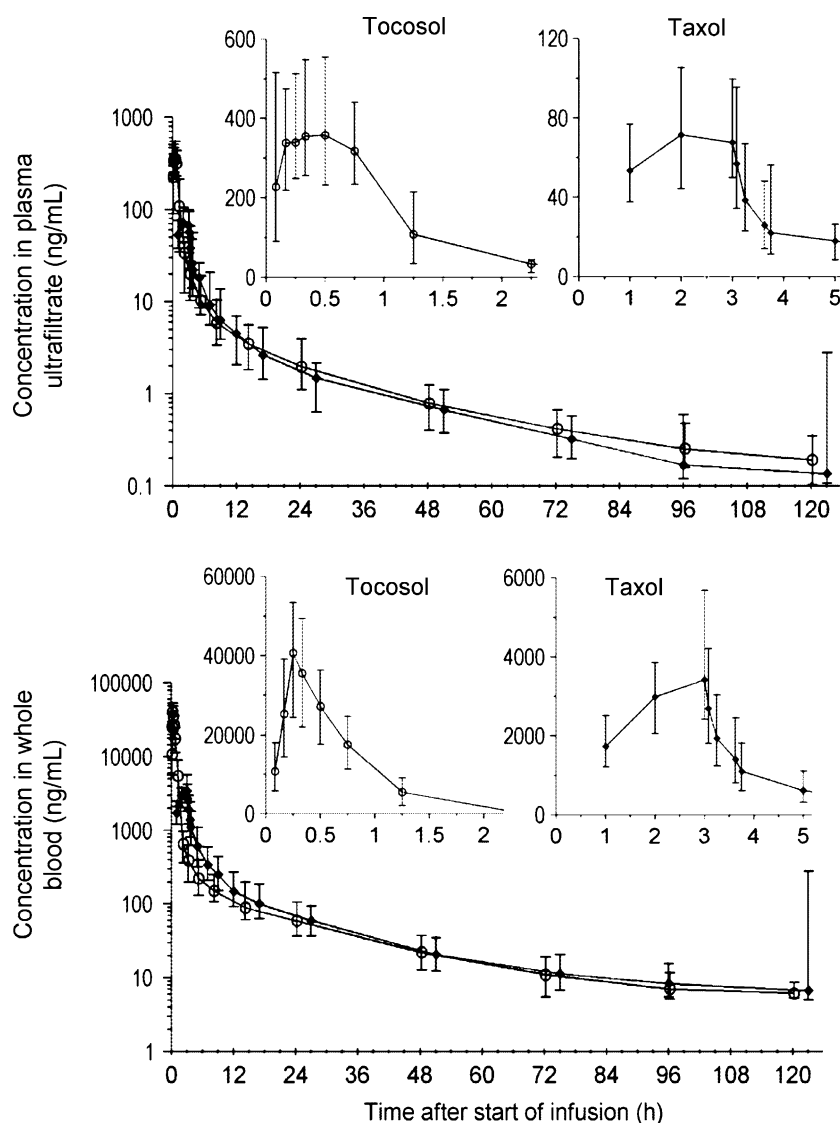 Tocosol
Taxol
600
400
200
0
0 0.5 1 1.5 2
120
80
40
0
0 1 2 3 4 5
1000
100
10
1
0.1
0 12 24 36 48 60 72 84 96 108 120
Concentration in plasma
ultrafiltrate (ng/mL)
Tocosol
Taxol
60000
40000
20000
0
0 0.5 1 1.5 2
6000
4000
2000
0
0 1 2 3 4 5
100000
10000
1000
100
10
1
0 12 24 36 48 60 72 84 96 108 120
Concentration in whole
blood (ng/mL)
Time after start of infusion (h)